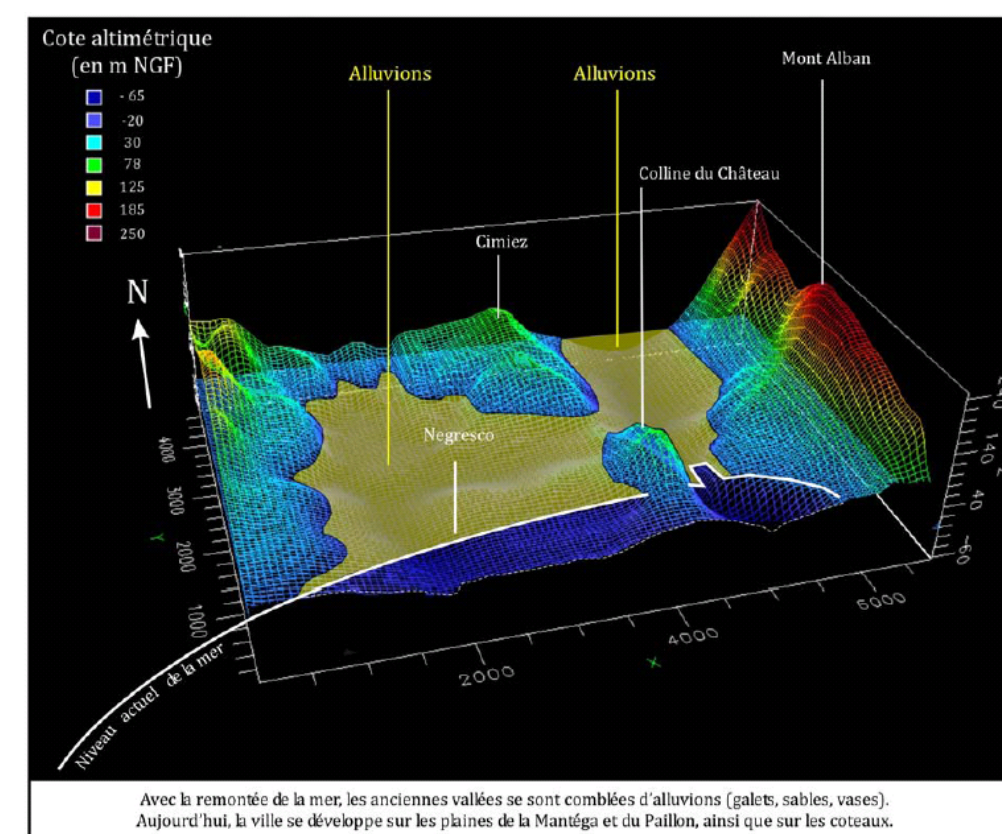 Cote altimétrique
(en m NGF)
- 65
-20
30
78
125
185
250
N
Alluvions
Alluvions
Mont Alban
Colline du Château
Cimiez
Negresco
Niveau actuel de la mer
4000
3000
2000
1000
Y
2000
4000
6000
X
140
40
-60
Avec la remontée de la mer, les anciennes vallées se sont comblées d'alluvions (galets, sables, vases).
Aujourd'hui, la ville se développe sur les plaines de la Mantéga et du Paillon, ainsi que sur les coteaux.